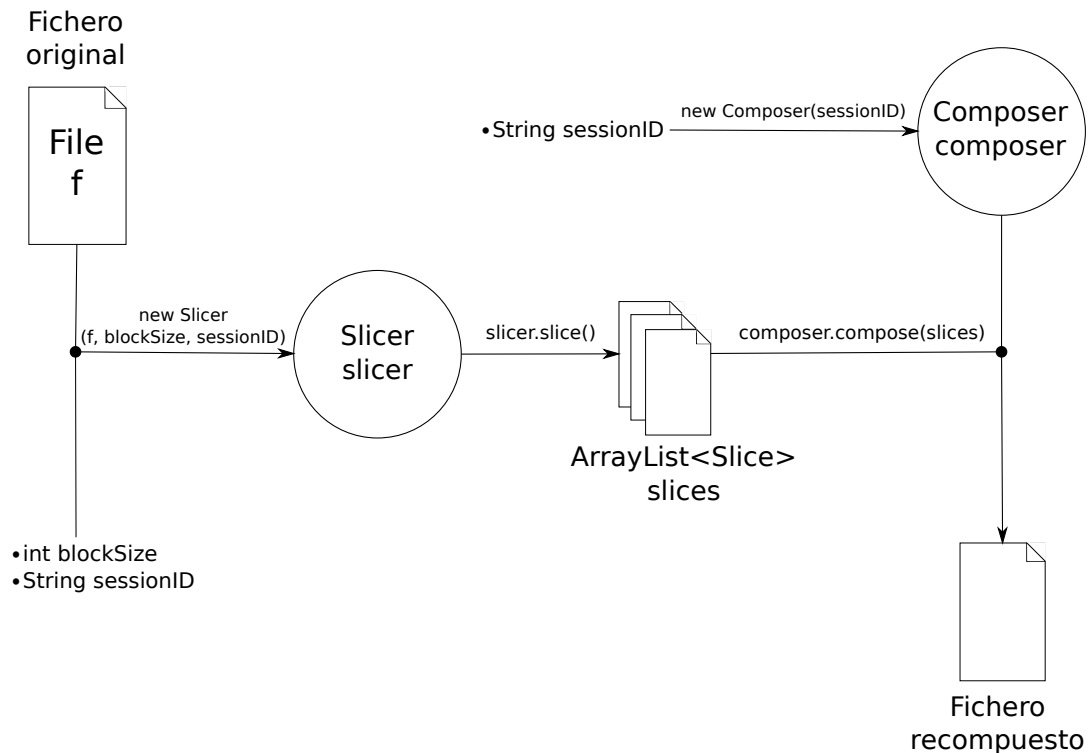 Fichero
original
File
f
•String sessionID
new Composer(sessionID)
Composer
composer
new Slicer
(f, blockSize, sessionID)
Slicer
slicer
slicer.slice()
composer.compose(slices)
ArrayList<Slice>
slices
•int blockSize
•String sessionID
Fichero
recompuesto